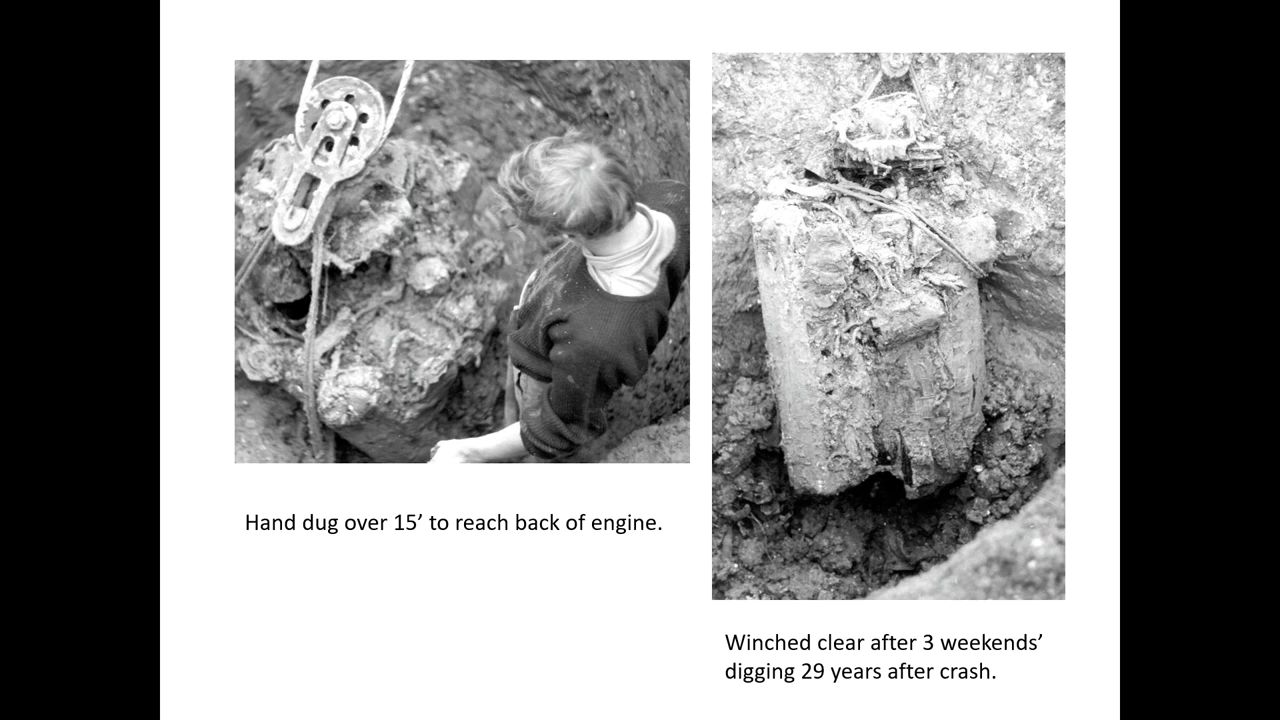 Hand dug over 15’ to reach back of engine.
Winched clear after 3 weekends’
digging 29 years after crash.